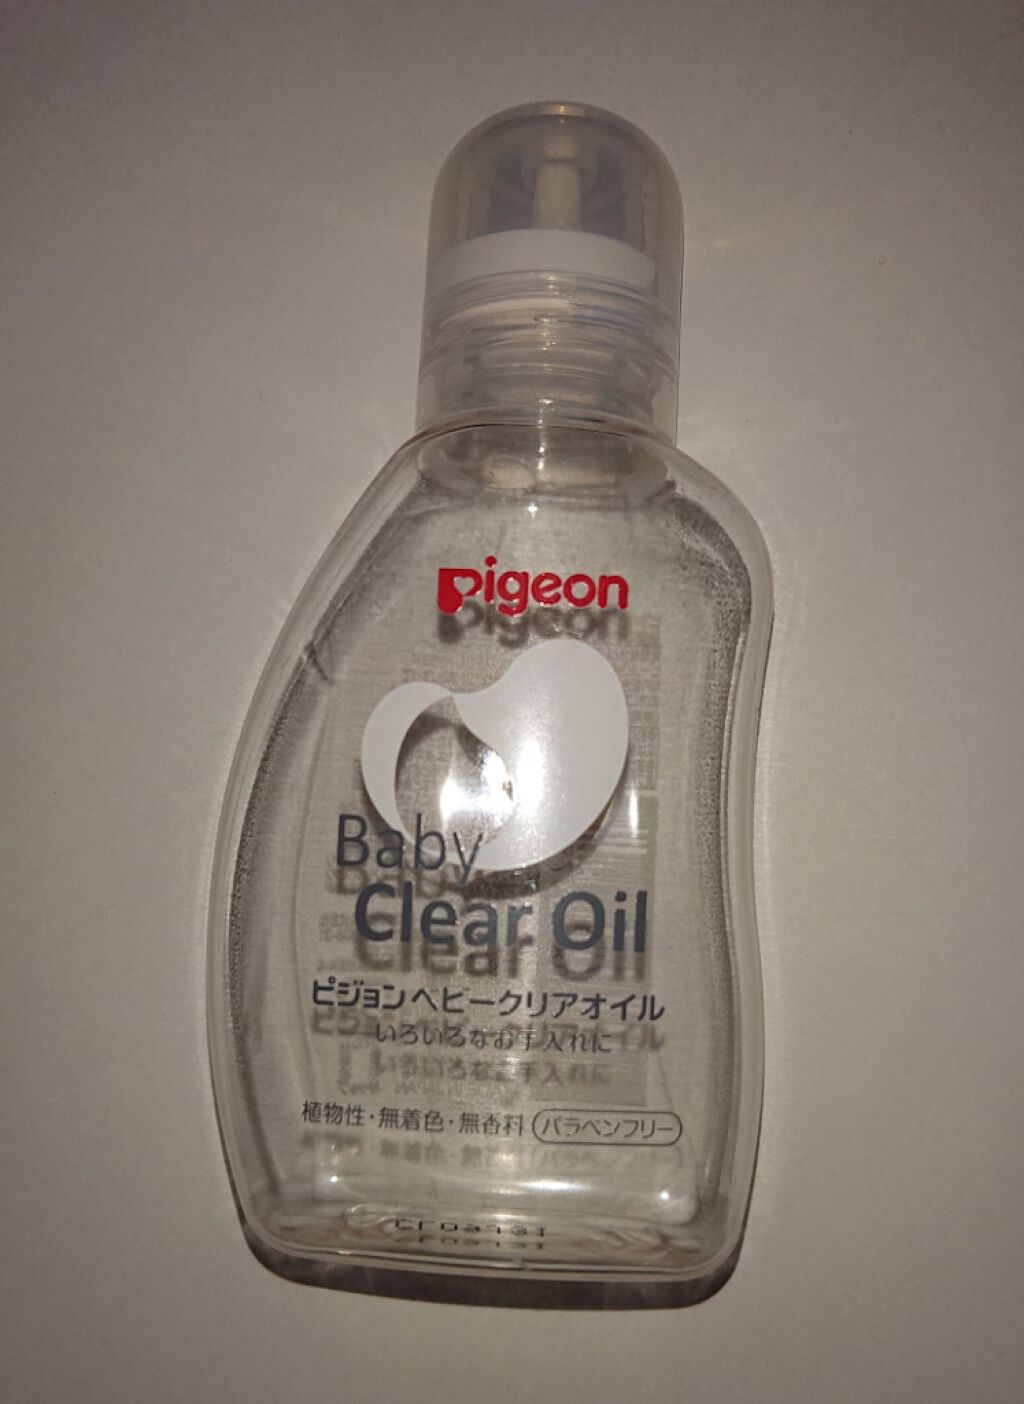 Pigeon
Baby
Clear Oil
ピジョンベビークリアオイル
いろいろなお手入れに
植物性・無着色・無香料 パラベンフリー